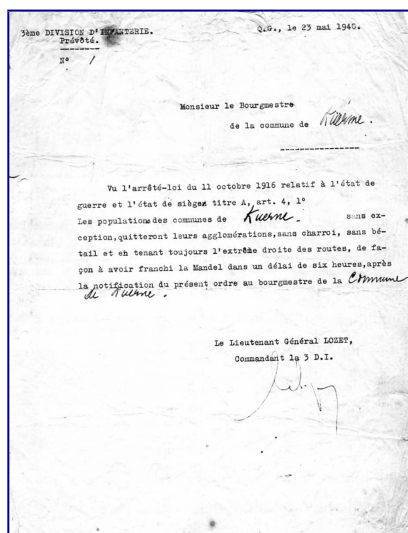 3ème DIVISION D'INFANTERIE.
Q.G., le 23 mai 1940.
Prévôté.
N° 1
Monsieur le Bourgmestre
de la commune de Kuerne.
Vu l'arrêté-loi du 11 octobre 1916 relatif à l'état de
guerre et l'état de siègen titre A, art. 4, 1°
Les populations des communes de Kuerne. sans ex-
ception,quitteront leurs agglomérations,sans charroi, sans bé-
tail et en tenant toujours l'extrême droite des routes, de fa-
çon à avoir franchi la Mandel dans un délai de six heures,après
la notification du présent ordre au bourgmestre de la Commune
de Kuerne.
Le Lieutenant Général LOZET,
Commandant la 3 D.I.